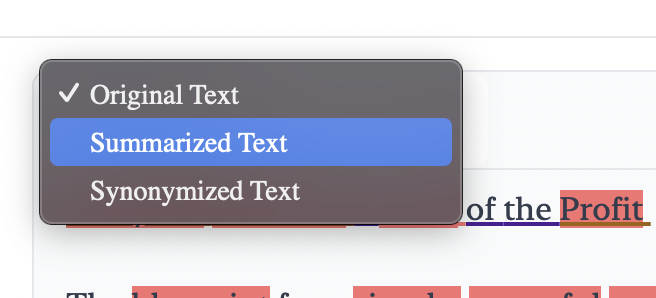 Original Text
Summarized Text
Synonymized Text
of the Profit